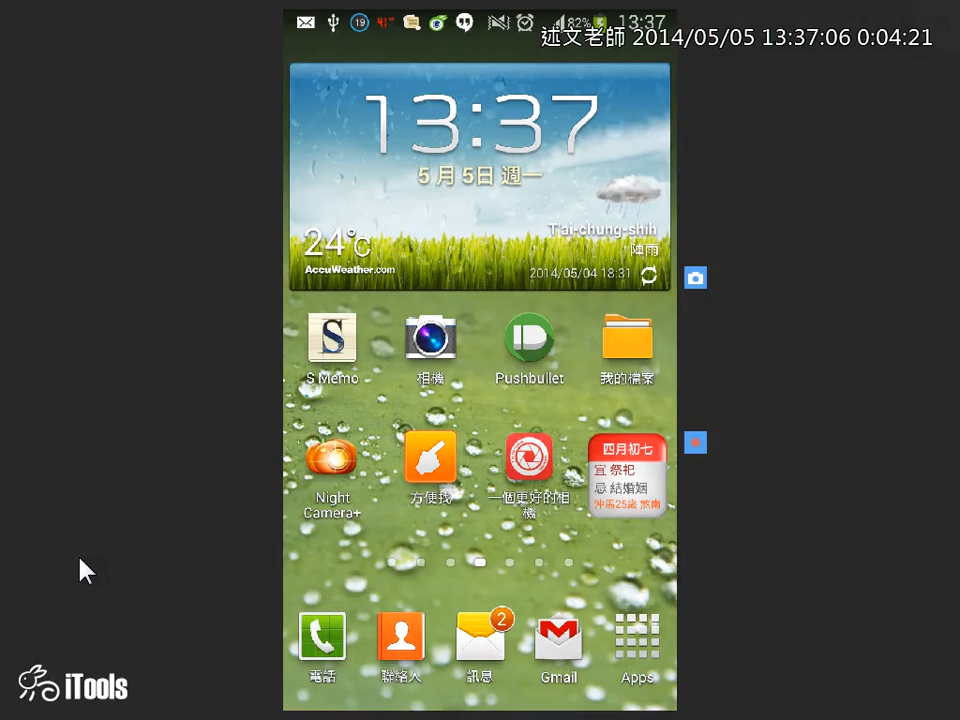 19 41° 82% 13:37
述文老師 2014/05/05 13:37:06 0:04:21
13:37
5月5日 週一
24°C
T'ai-chung-shih
陣雨
AccuWeather.com
2014/05/04 18:31
S Memo
相機
Pushbullet
我的檔案
Night
Camera+
方便找
一個更好的相
機
四月初七
宜 祭祀
忌 結婚姻
沖馬25歲 煞南
電話
聯絡人
2
訊息
Gmail
Apps
iTools